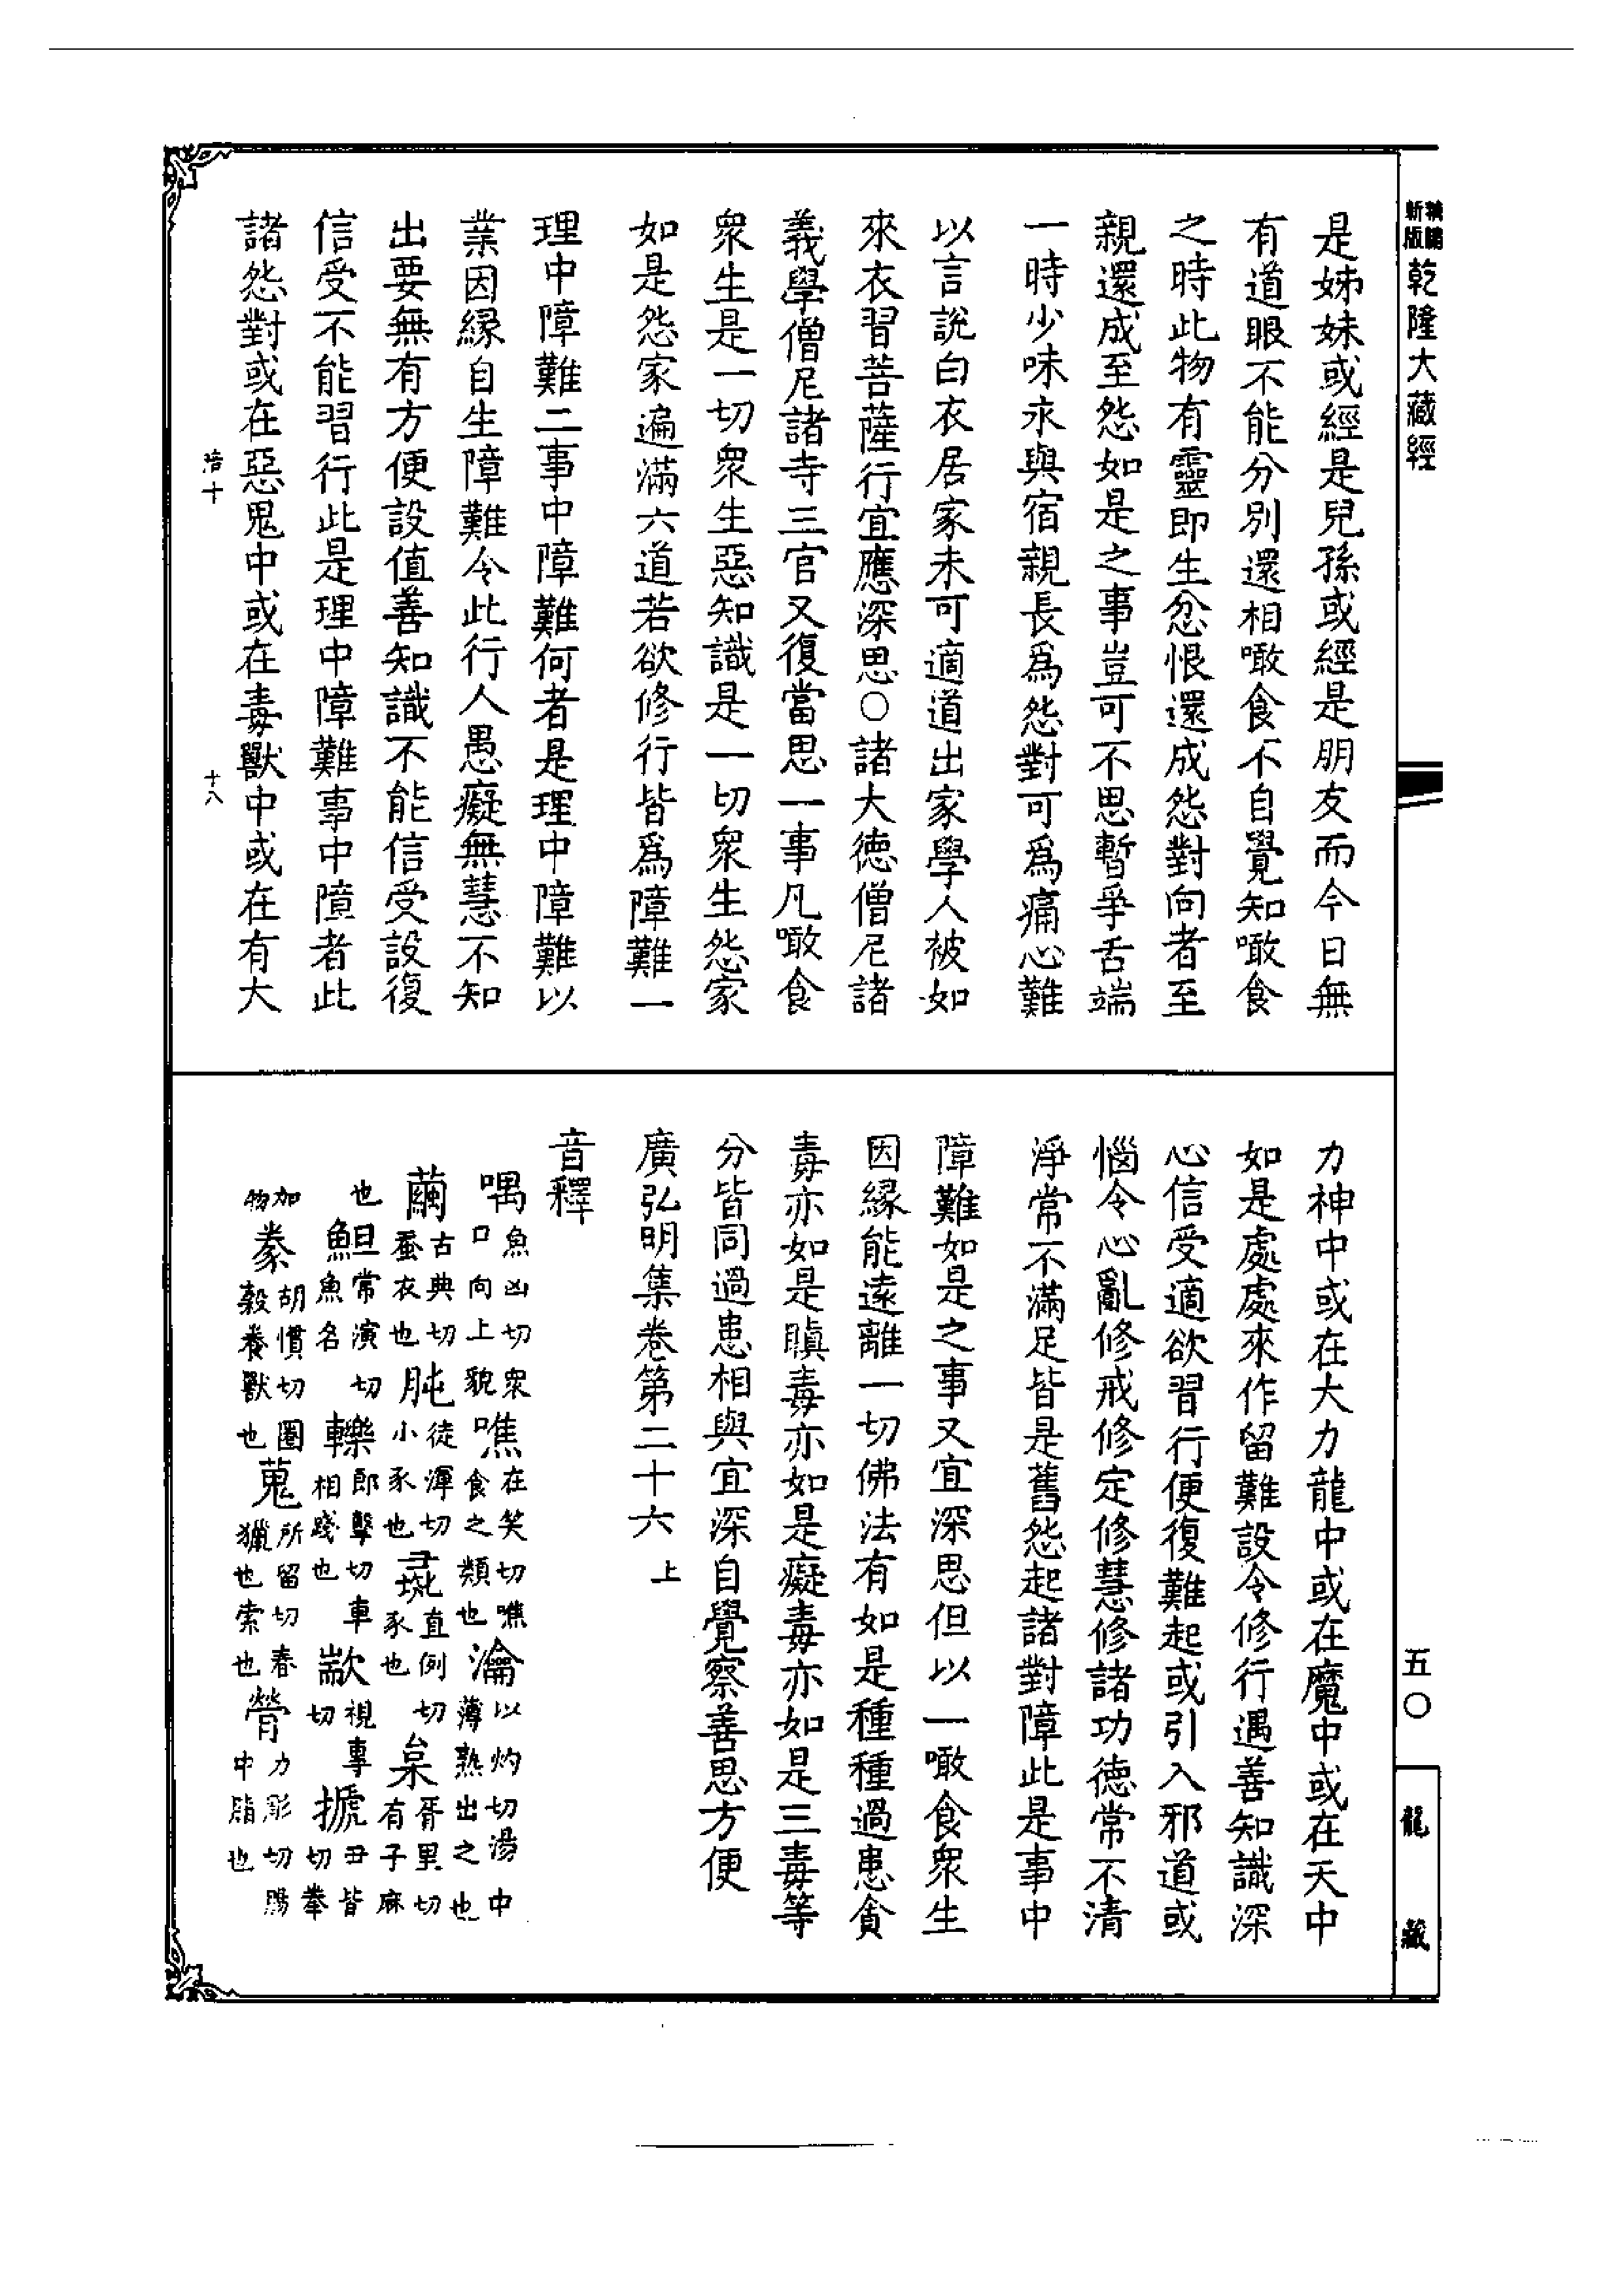 乾隆大藏經
是姊妹或經是兒孫或經是朋友而今日無
有道眼不能分別還相噉食不自覺知噉食
之時此物有靈即生忿恨還成怨對向者至
親還成至怨如是之事豈可不思暫爭舌端
一時少味永與宿親長爲怨對可爲痛心難
以言說白衣居家未可適道出家學人被如
來衣習菩薩行宜應深思○諸大德僧尼諸
義學僧尼諸寺三官又復當思一事凡噉食
衆生是一切衆生惡知識是一切衆生怨家
如是怨家遍滿六道若欲修行皆爲障難一
理中障難二事中障難何者是理中障難以
業因緣自生障難令此行人愚癡無慧不知
出要無有方便設值善知識不能信受設復
信受不能習行此是理中障難事中障者此
諸怨對或在惡鬼中或在毒獸中或在有大
十八
力神中或在大力龍中或在魔中或在天中
如是處處來作留難設令修行遇善知識深
心信受適欲習行便復難起或引入邪道或
惱令心亂修戒修定修慧修諸功德常不清
淨常不滿足皆是舊怨起諸對障此是事中
障難如是之事又宜深思但以一噉食衆生
因緣能遠離一切佛法有如是種種過患貪
毒亦如是瞋毒亦如是癡毒亦如是三毒等
分皆同過患相與宜深自覺察善思方便
廣弘明集卷第二十六 上
音釋
喁魚凶切衆口向上貌噍在笑切噍食之類也瀹以灼切湯中薄熟出之也
繭古典切蚕衣也肫徒渾切小豕也彘直例切豕也枲胥里切有子麻
也鮰常演切魚名轢郎擊切車相踐也歂視專切搋丑皆切拳
加物豢胡慣切圈穀養獸也蒐所留切春獵也索也膋力彫切腸中脂也
五〇
龍藏